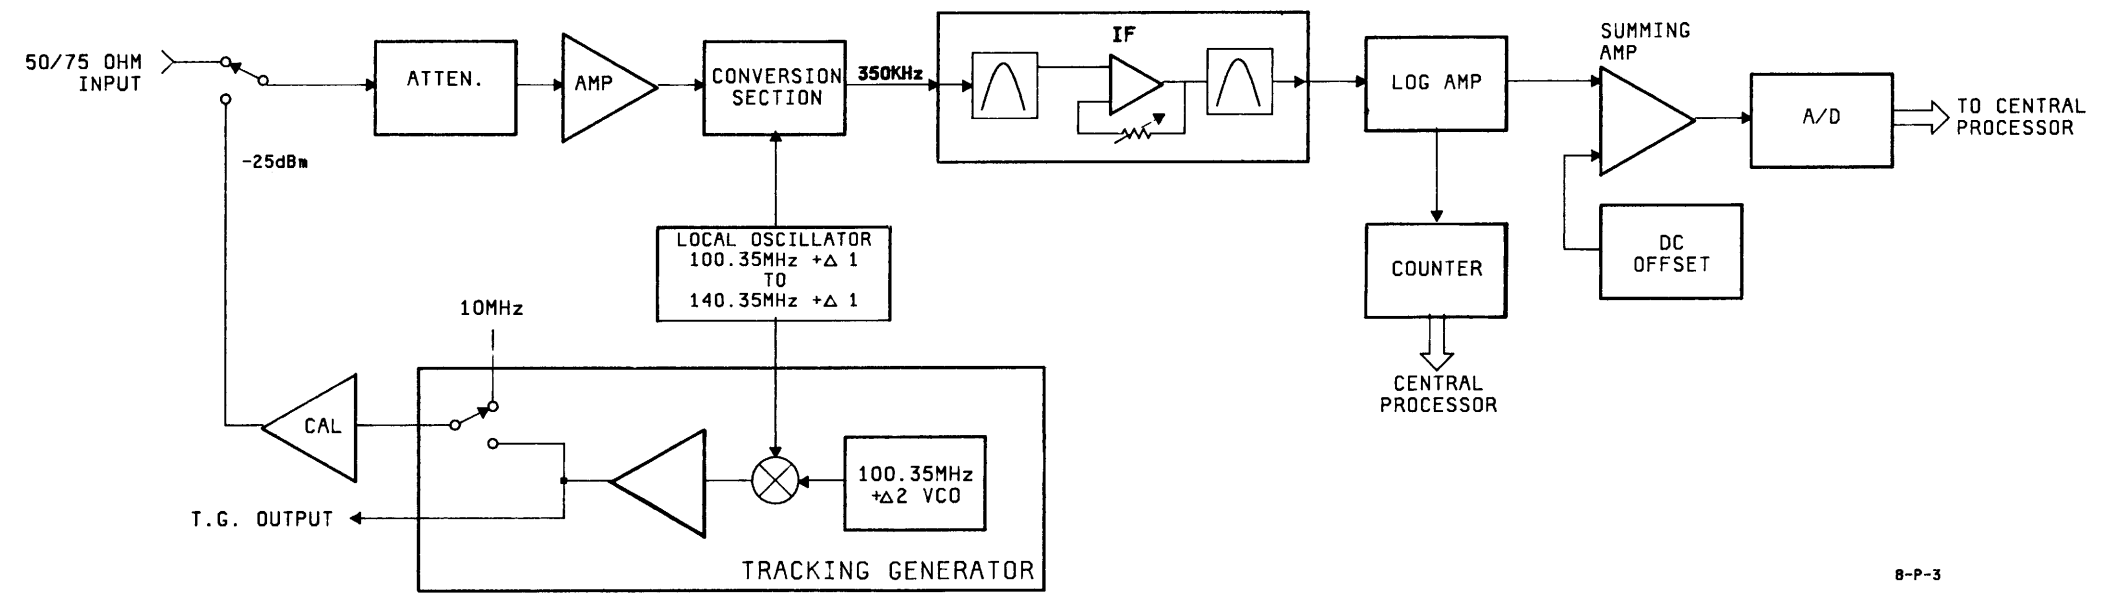 50/75 OHM
INPUT
ATTEN.
AMP
CONVERSION
SECTION
350KHz
IF
LOG AMP
SUMMING
AMP
A/D
TO CENTRAL
PROCESSOR
-25dBm
LOCAL OSCILLATOR
100.35MHz +Δ 1
TO
140.35MHz +Δ 1
COUNTER
DC
OFFSET
10MHz
CENTRAL
PROCESSOR
CAL
100.35MHz
+Δ2 VCO
T.G. OUTPUT
TRACKING GENERATOR
8-P-3